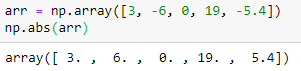 arr = np.array([3, -6, 0, 19, -5.4])
np.abs(arr)
array([ 3. ,  6. ,  0. , 19. ,  5.4])